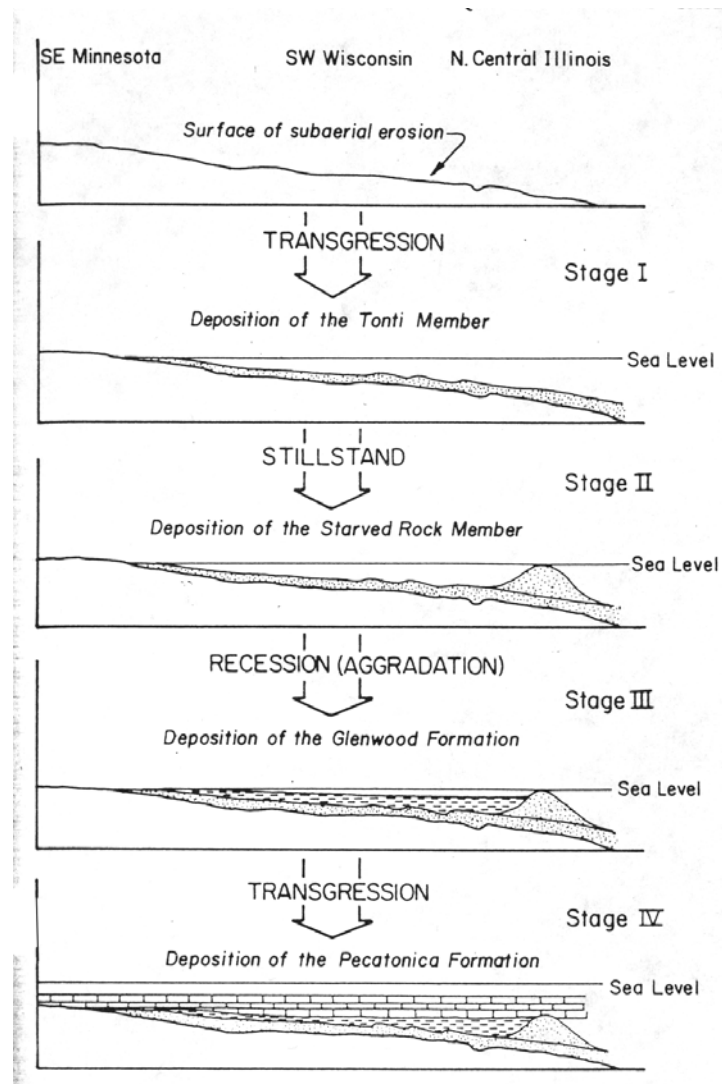 SE Minnesota SW Wisconsin N. Central Illinois
Surface of subaerial erosion
TRANSGRESSION
Stage I
Deposition of the Tonti Member
Sea Level
STILLSTAND
Stage II
Deposition of the Starved Rock Member
Sea Level
RECESSION (AGGRADATION)
Stage III
Deposition of the Glenwood Formation
Sea Level
TRANSGRESSION
Stage IV
Deposition of the Pecatonica Formation
Sea Level